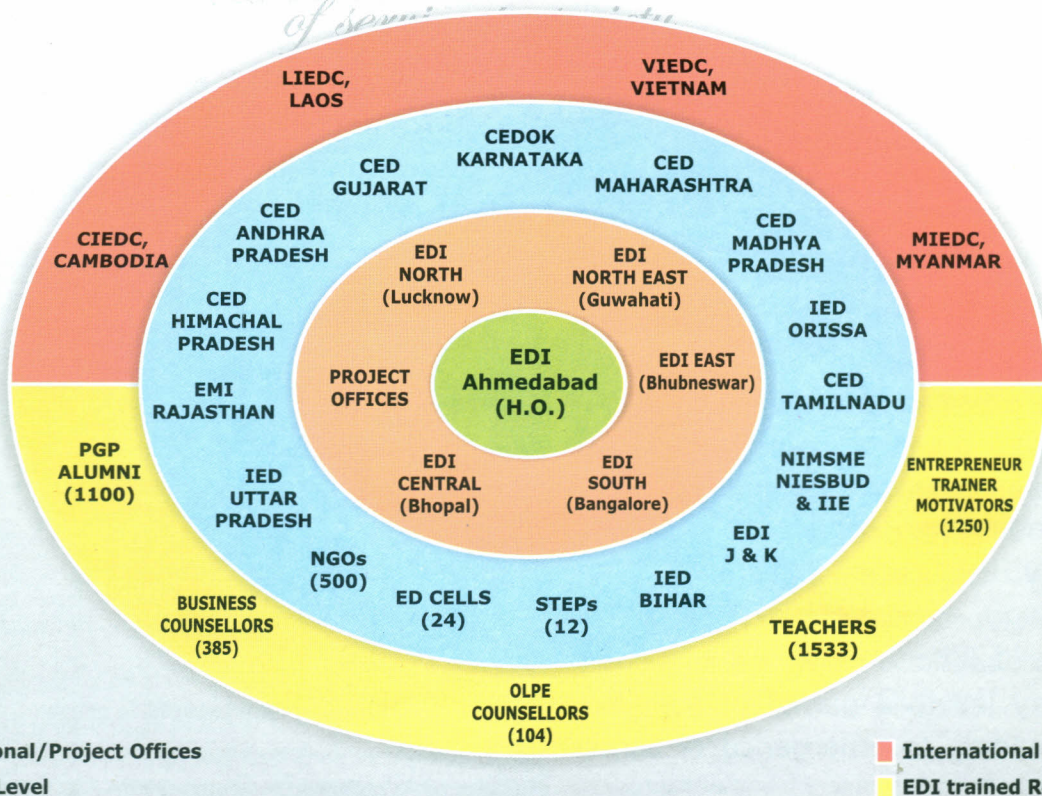 LIEDC,
LAOS
VIEDC,
VIETNAM
CIEDC,
CAMBODIA
MIEDC,
MYANMAR
CEDOK
KARNATAKA
CED
GUJARAT
CED
MAHARASHTRA
CED
ANDHRA
PRADESH
CED
MADHYA
PRADESH
CED
HIMACHAL
PRADESH
IED
ORISSA
EMI
RAJASTHAN
CED
TAMILNADU
IED
UTTAR
PRADESH
NIMSME
NIESBUD
& IIE
NGOs
(500)
EDI
J & K
ED CELLS
(24)
STEPs
(12)
IED
BIHAR
EDI
NORTH
(Lucknow)
EDI
NORTH EAST
(Guwahati)
PROJECT
OFFICES
EDI EAST
(Bhubneswar)
EDI
CENTRAL
(Bhopal)
EDI
SOUTH
(Bangalore)
EDI
Ahmedabad
(H.O.)
PGP
ALUMNI
(1100)
ENTREPRENEUR
TRAINER
MOTIVATORS
(1250)
BUSINESS
COUNSELLORS
(385)
TEACHERS
(1533)
OLPE
COUNSELLORS
(104)
onal/Project Offices
Level
International
EDI trained R